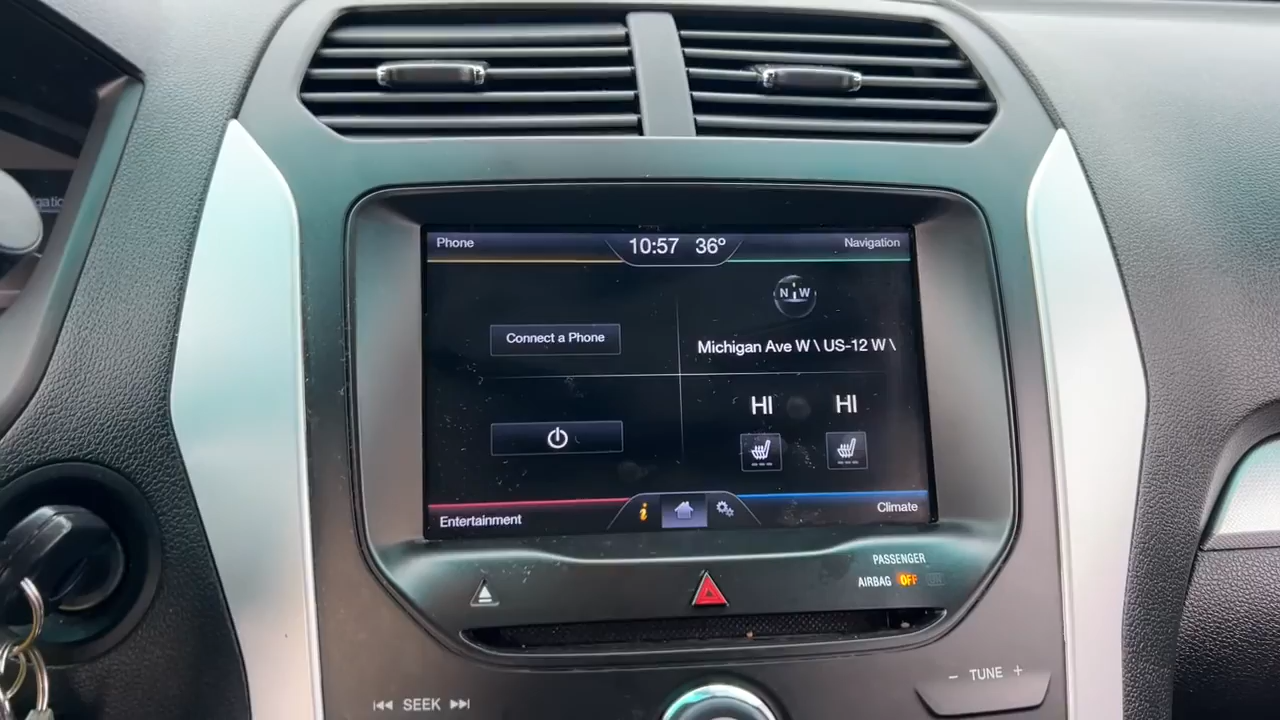 Phone
10:57 36°
Navigation
N W
Connect a Phone
Michigan Ave W \ US-12 W \
HI HI
Entertainment
i
Climate
PASSENGER
AIRBAG OFF
SEEK
− TUNE +